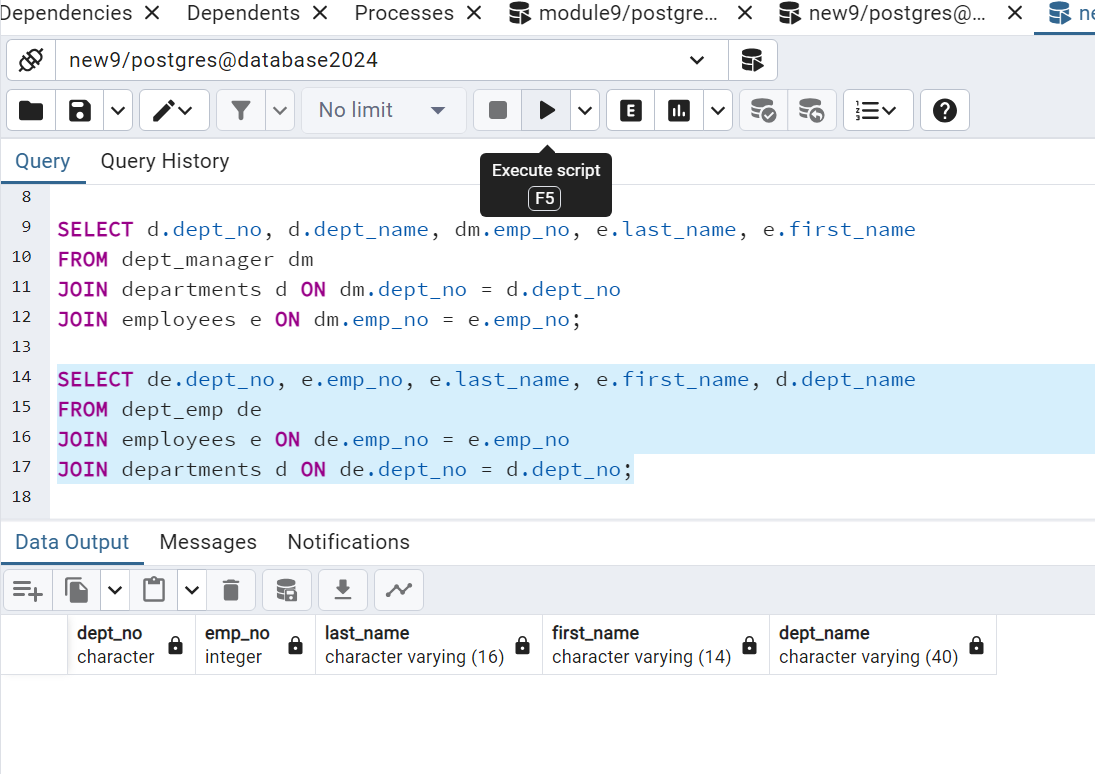 Dependencies Dependents Processes module9/postgre... new9/postgres@... ne
new9/postgres@database2024
No limit E ?
Query Query History
Execute script
F5
8
9 SELECT d.dept_no, d.dept_name, dm.emp_no, e.last_name, e.first_name
10 FROM dept_manager dm
11 JOIN departments d ON dm.dept_no = d.dept_no
12 JOIN employees e ON dm.emp_no = e.emp_no;
13
14 SELECT de.dept_no, e.emp_no, e.last_name, e.first_name, d.dept_name
15 FROM dept_emp de
16 JOIN employees e ON de.emp_no = e.emp_no
17 JOIN departments d ON de.dept_no = d.dept_no;
18
Data Output Messages Notifications
dept_no emp_no last_name first_name dept_name
character integer character varying (16) character varying (14) character varying (40)